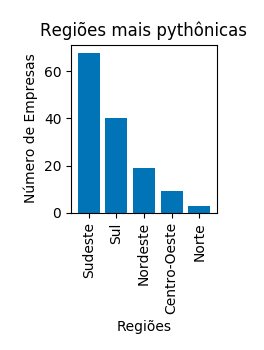 Regiões mais pythônicas
Número de Empresas
60
40
20
0
Sudeste
Sul
Nordeste
Centro-Oeste
Norte
Regiões